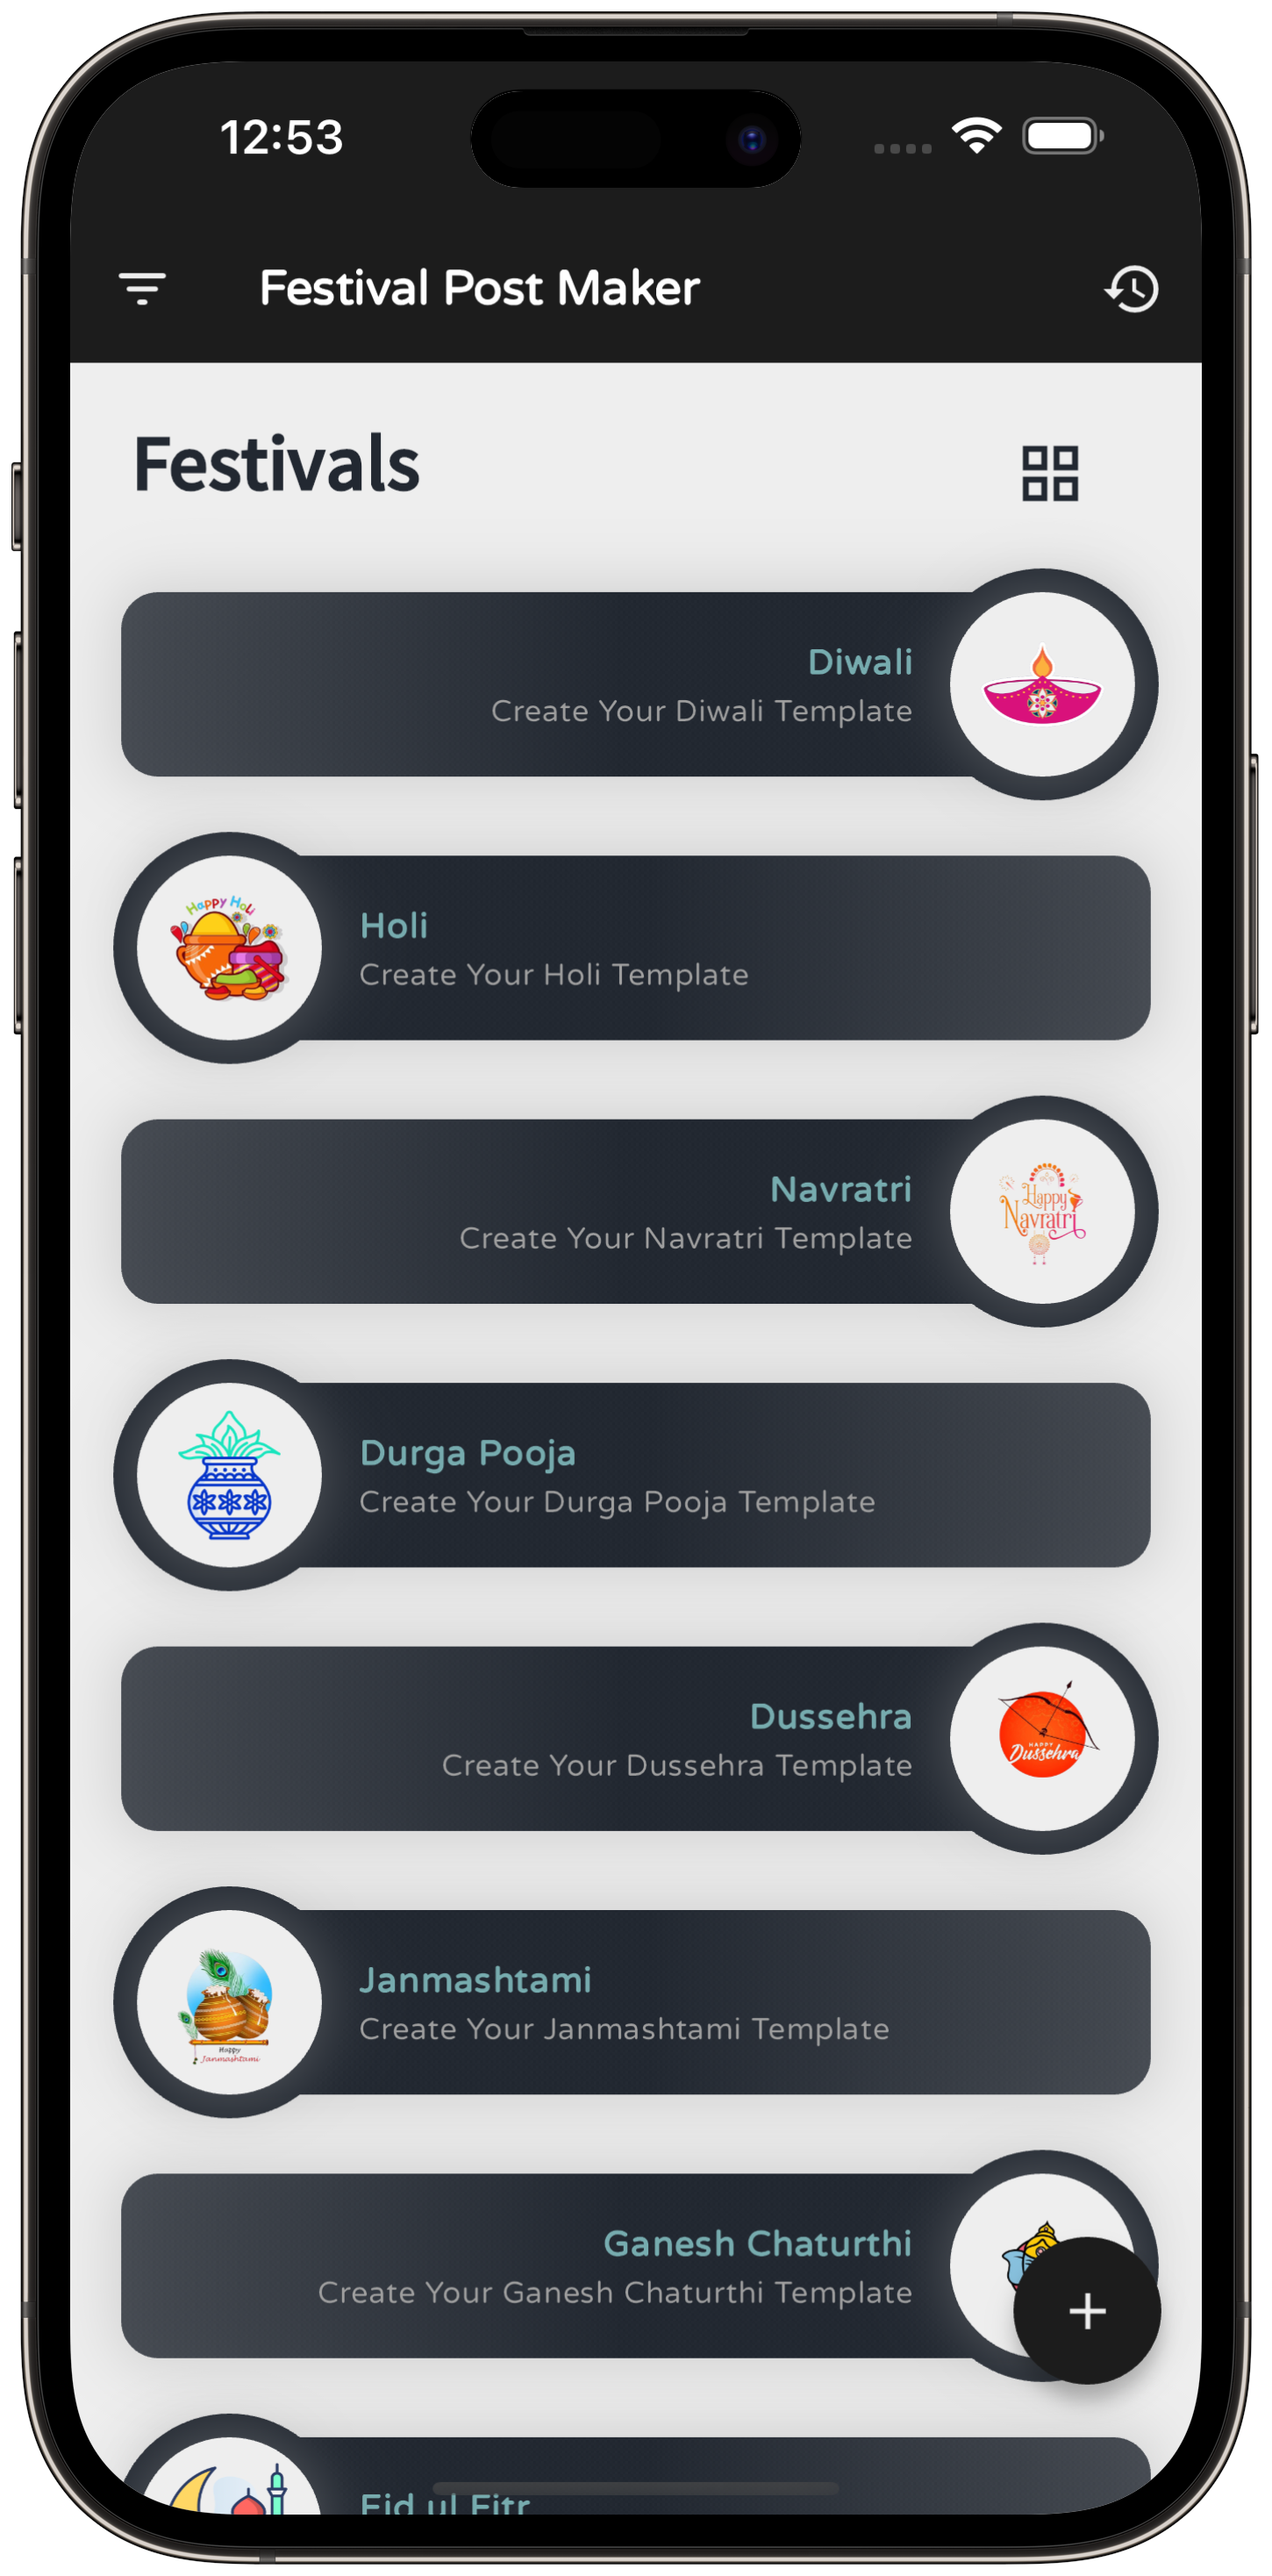 12:53
Festival Post Maker
Festivals
Diwali
Create Your Diwali Template
Happy Holi
Holi
Create Your Holi Template
Navratri
Create Your Navratri Template
Happy
Navratri
Durga Pooja
Create Your Durga Pooja Template
Dussehra
Create Your Dussehra Template
HAPPY
Dussehra
Janmashtami
Create Your Janmashtami Template
Happy
Janmashtami
Ganesh Chaturthi
Create Your Ganesh Chaturthi Template
Eid ul Fitr